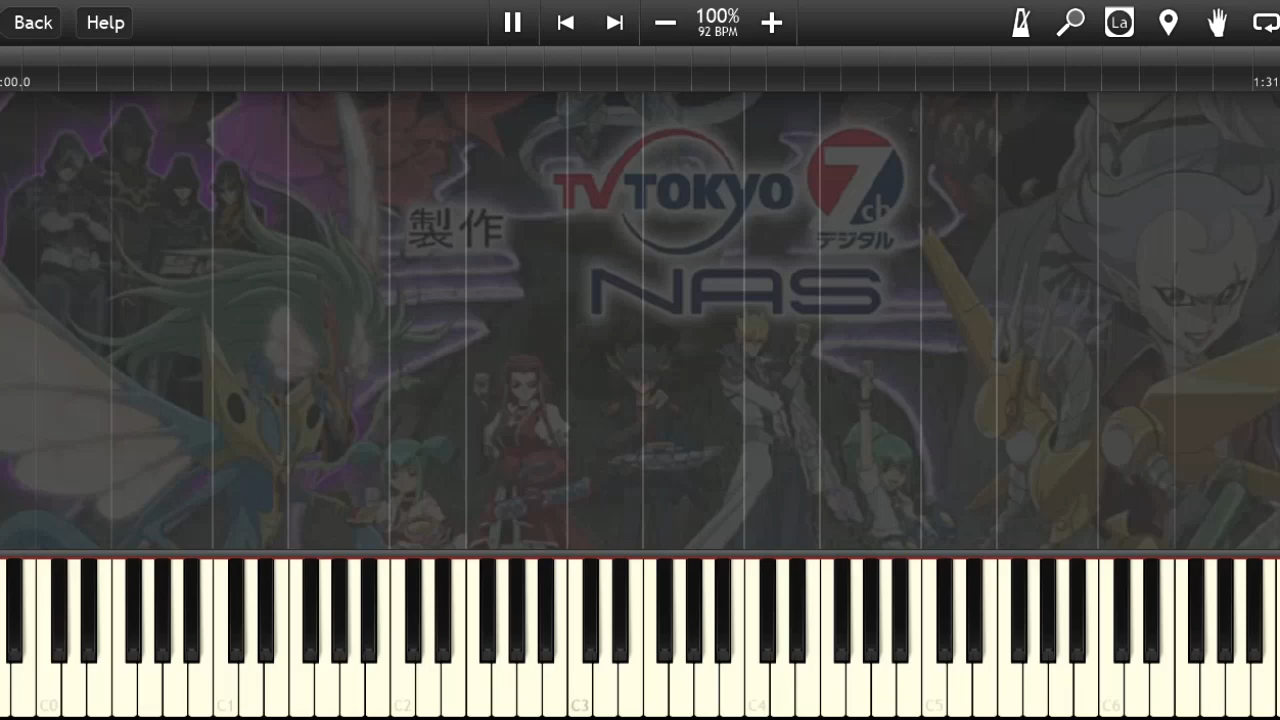 Back Help 100% La
92 BPM
:00.0 1:31
TV TOKYO 7 ch
製作 デジタル
NAS
C0 C1 C2 C3 C4 C5 C6